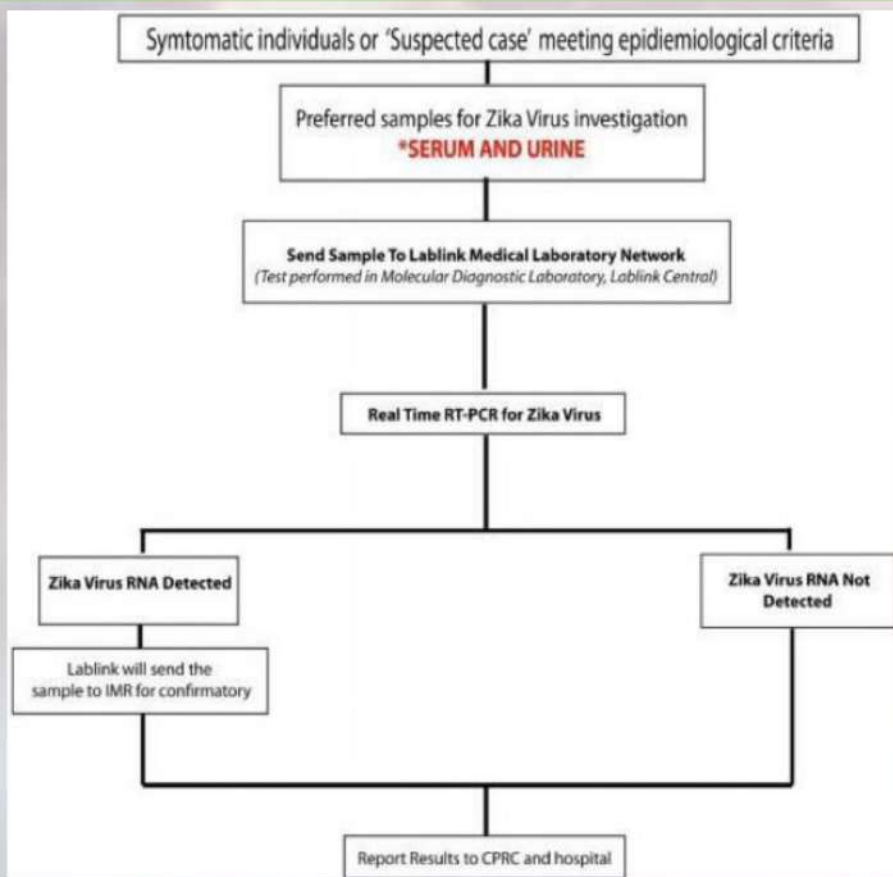 Symtomatic individuals or 'Suspected case' meeting epidiemiological criteria
Preferred samples for Zika Virus investigation
*SERUM AND URINE
Send Sample To Lablink Medical Laboratory Network
(Test performed in Molecular Diagnostic Laboratory, Lablink Central)
Real Time RT-PCR for Zika Virus
Zika Virus RNA Detected
Zika Virus RNA Not
Detected
Lablink will send the
sample to IMR for confirmatory
Report Results to CPRC and hospital